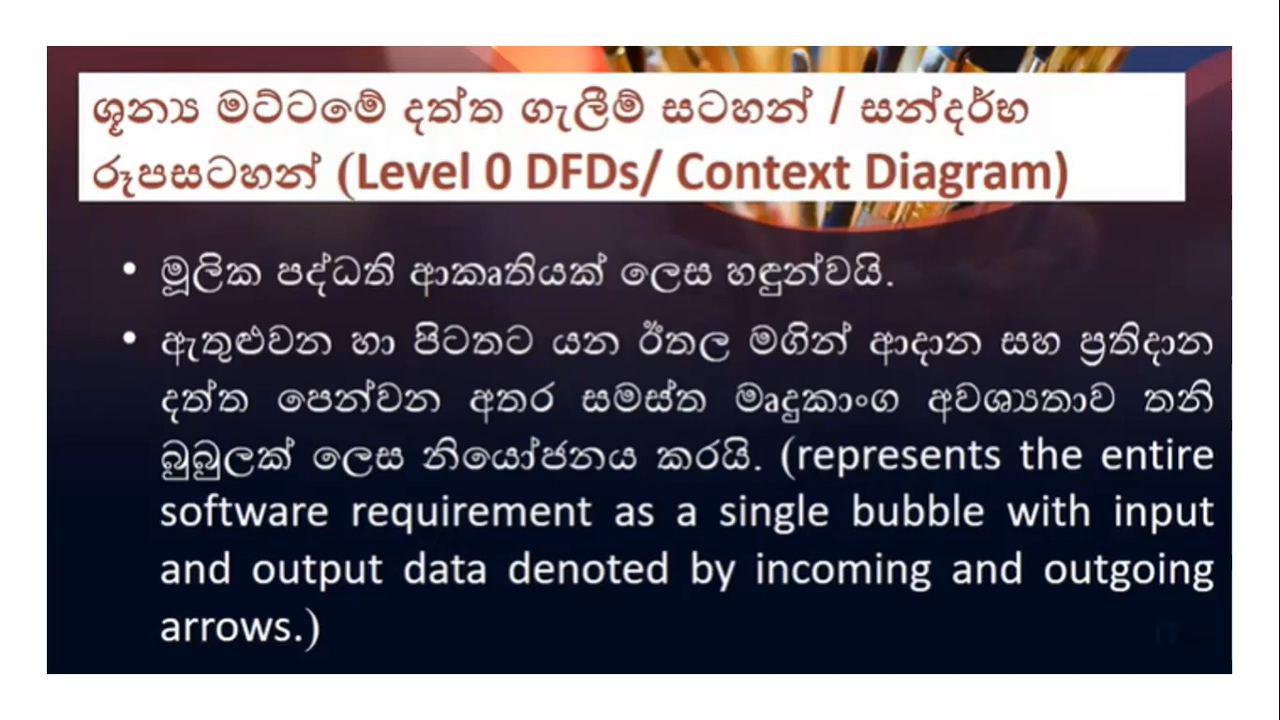 ශූන්‍ය මට්ටමේ දත්ත ගැලීම් සටහන් / සන්දර්භ
රූපසටහන් (Level 0 DFDs/ Context Diagram)
• මූලික පද්ධති ආකෘතියක් ලෙස හඳුන්වයි.
• ඇතුළුවන හා පිටතට යන ඊතල මගින් ආදාන සහ ප්‍රතිදාන
දත්ත පෙන්වන අතර සමස්ත මෘදුකාංග අවශ්‍යතාව තනි
බුබුලක් ලෙස නියෝජනය කරයි. (represents the entire
software requirement as a single bubble with input
and output data denoted by incoming and outgoing
arrows.)